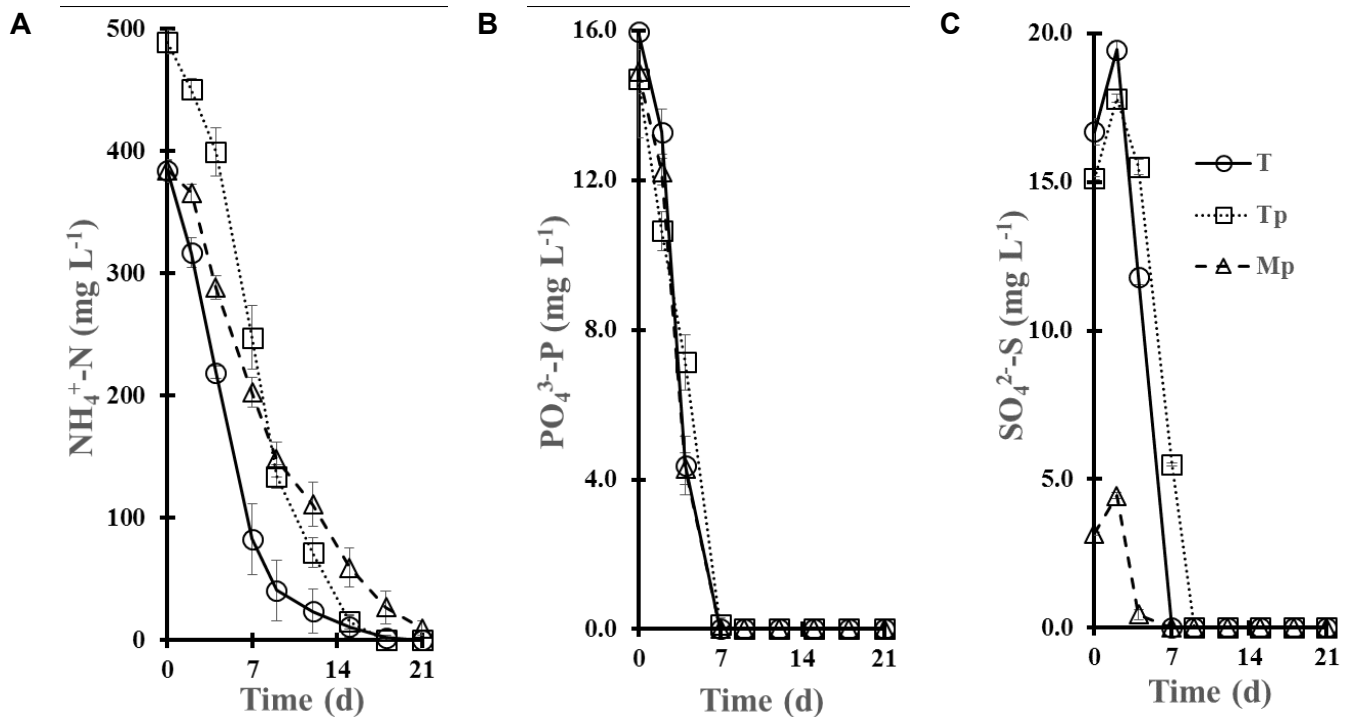 A
500
400
300
200
100
0
NH₄⁺-N (mg L⁻¹)
0 7 14 21
Time (d)
B
16.0
12.0
8.0
4.0
0.0
PO₄³⁻-P (mg L⁻¹)
0 7 14 21
Time (d)
C
20.0
15.0
10.0
5.0
0.0
SO₄²⁻-S (mg L⁻¹)
0 7 14 21
Time (d)
T
Tp
Mp